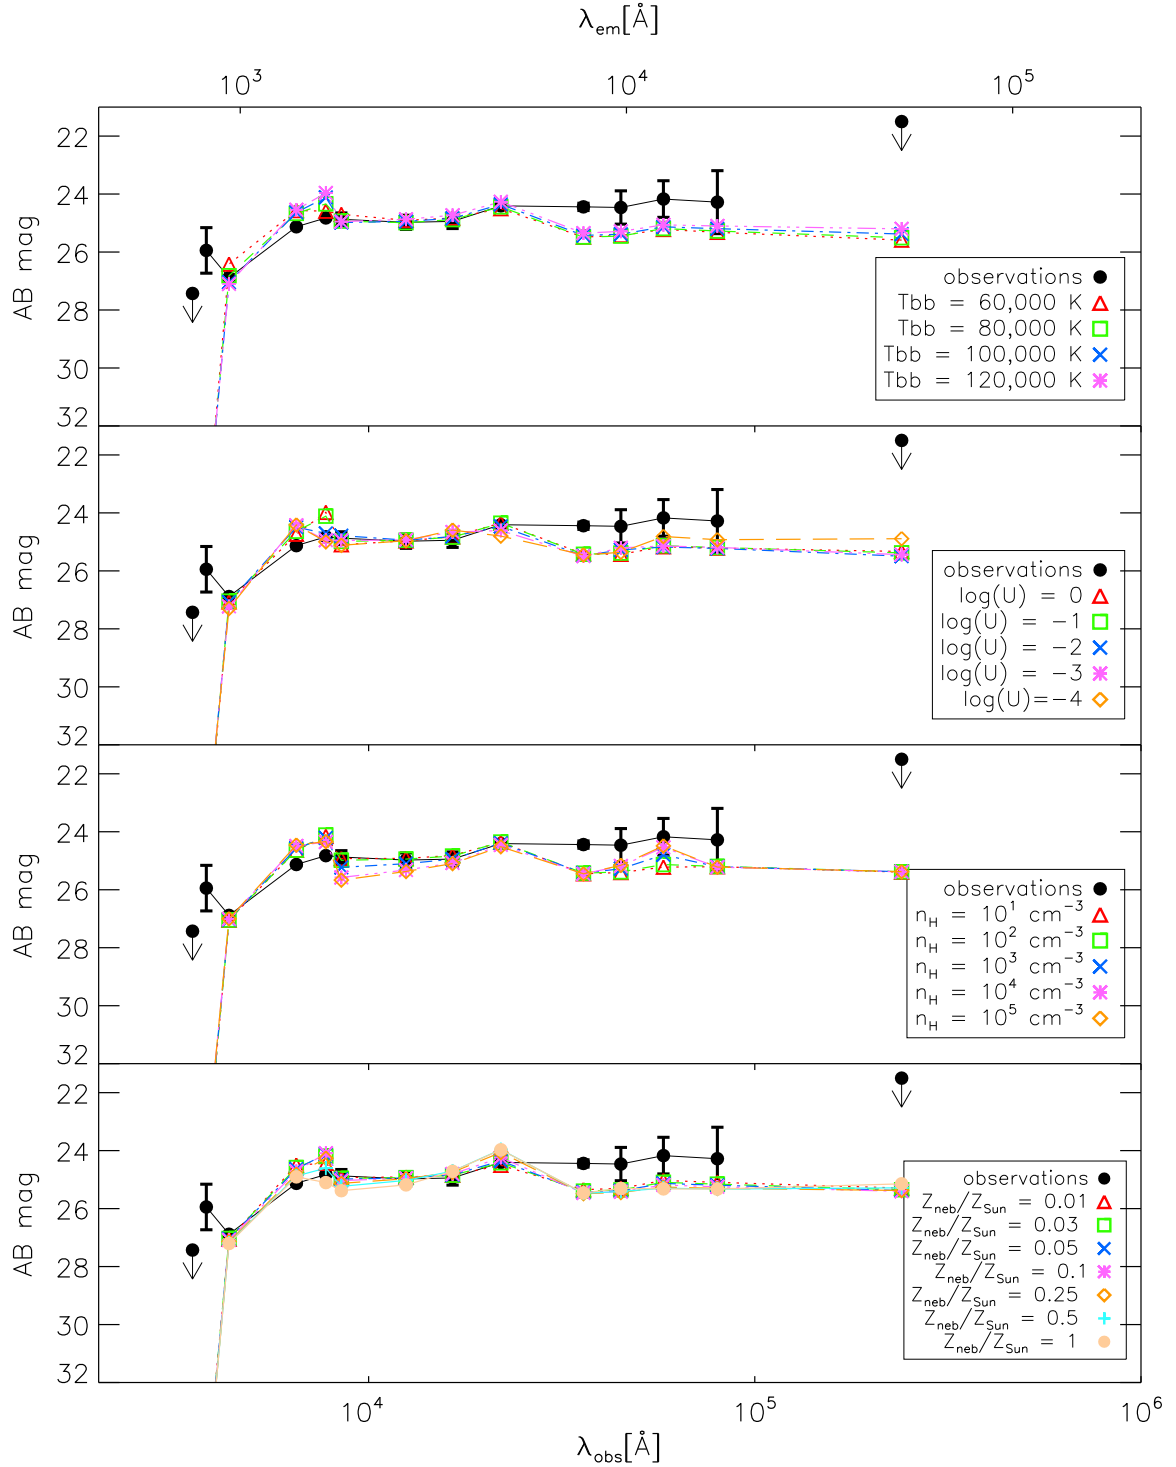 λem[Å]
10³ 10⁴ 10⁵
22
24
26
28
30
32
AB mag
observations
Tbb = 60,000 K
Tbb = 80,000 K
Tbb = 100,000 K
Tbb = 120,000 K
22
24
26
28
30
32
AB mag
observations
log(U) = 0
log(U) = −1
log(U) = −2
log(U) = −3
log(U)=−4
22
24
26
28
30
32
AB mag
observations
nH = 10¹ cm⁻³
nH = 10² cm⁻³
nH = 10³ cm⁻³
nH = 10⁴ cm⁻³
nH = 10⁵ cm⁻³
22
24
26
28
30
32
AB mag
observations
Zneb/ZSun = 0.01
Zneb/ZSun = 0.03
Zneb/ZSun = 0.05
Zneb/ZSun = 0.1
Zneb/ZSun = 0.25
Zneb/ZSun = 0.5
Zneb/ZSun = 1
10⁴ 10⁵ 10⁶
λobs[Å]